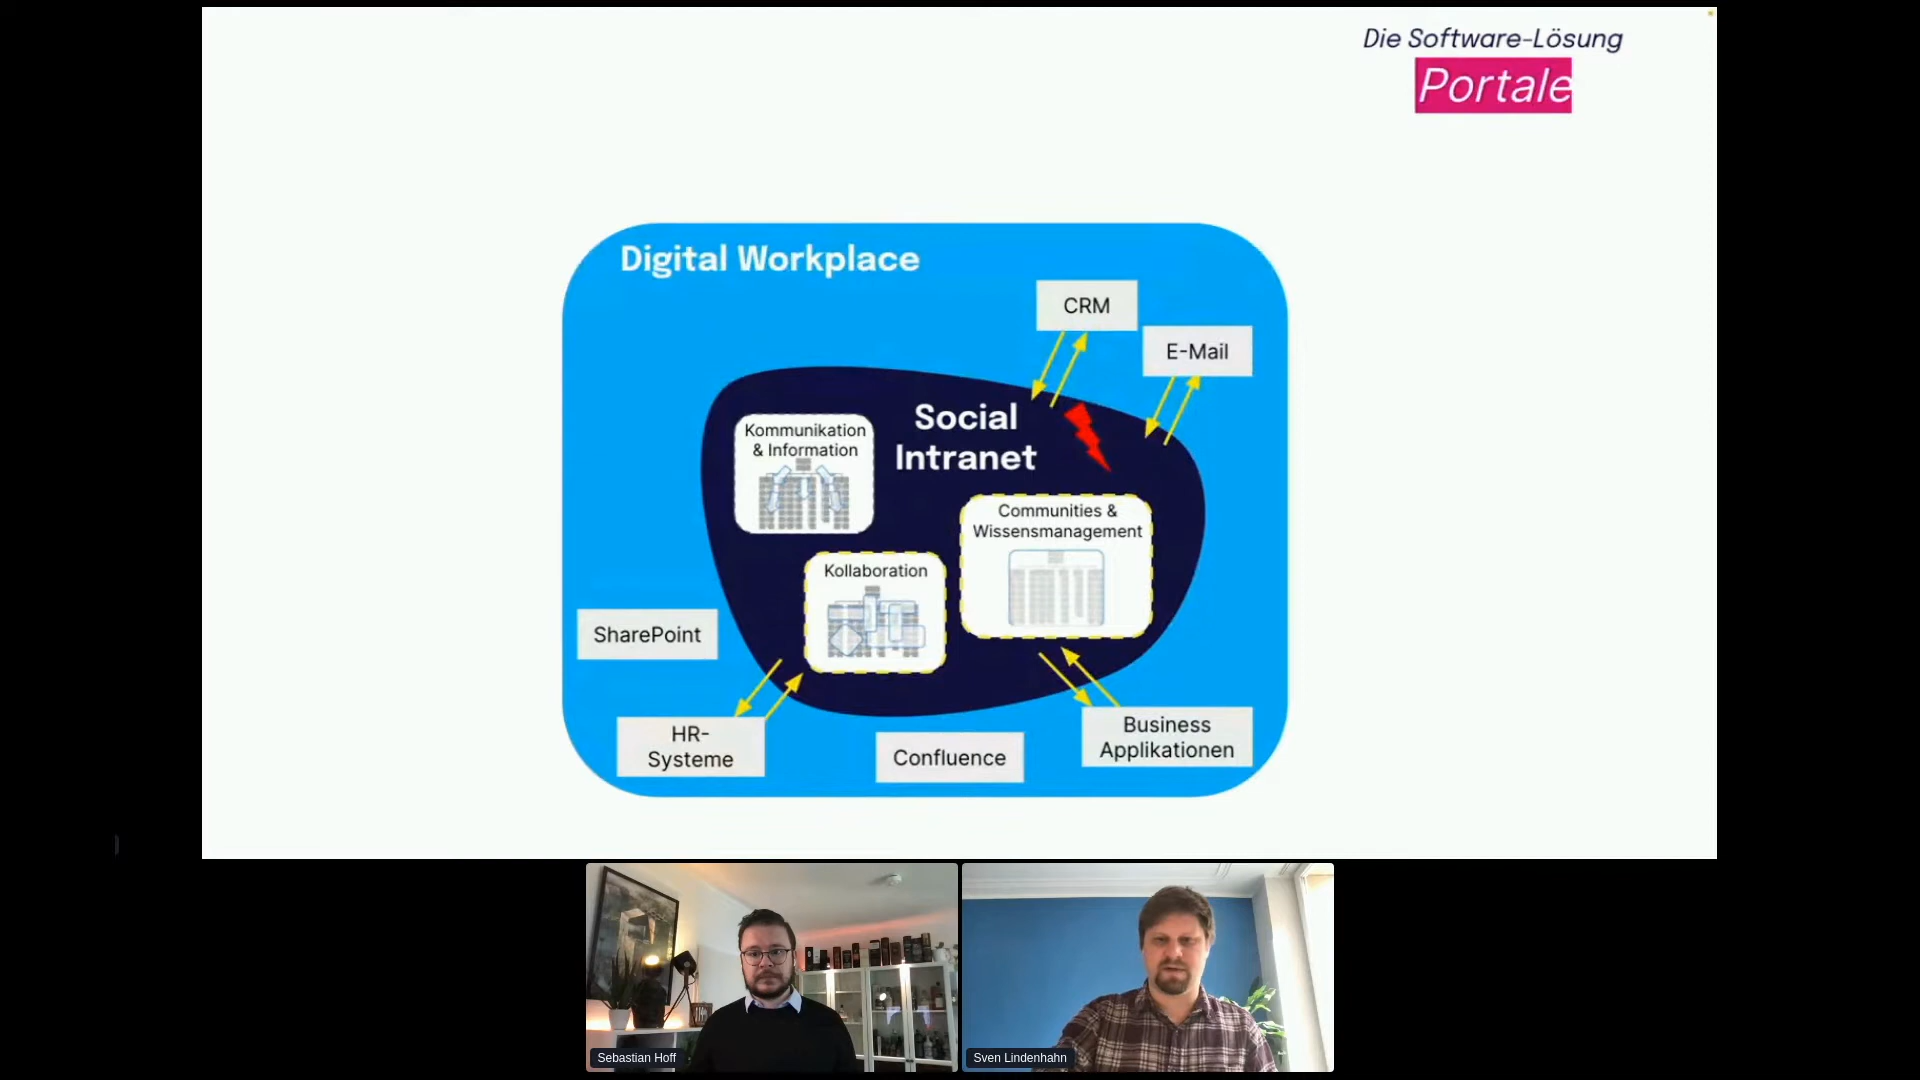 Die Software-Lösung
Portale
Digital Workplace
CRM
E-Mail
Social
Intranet
Kommunikation
& Information
Communities &
Wissensmanagement
Kollaboration
SharePoint
HR-
Systeme
Confluence
Business
Applikationen
Sebastian Hoff
Sven Lindenhahn